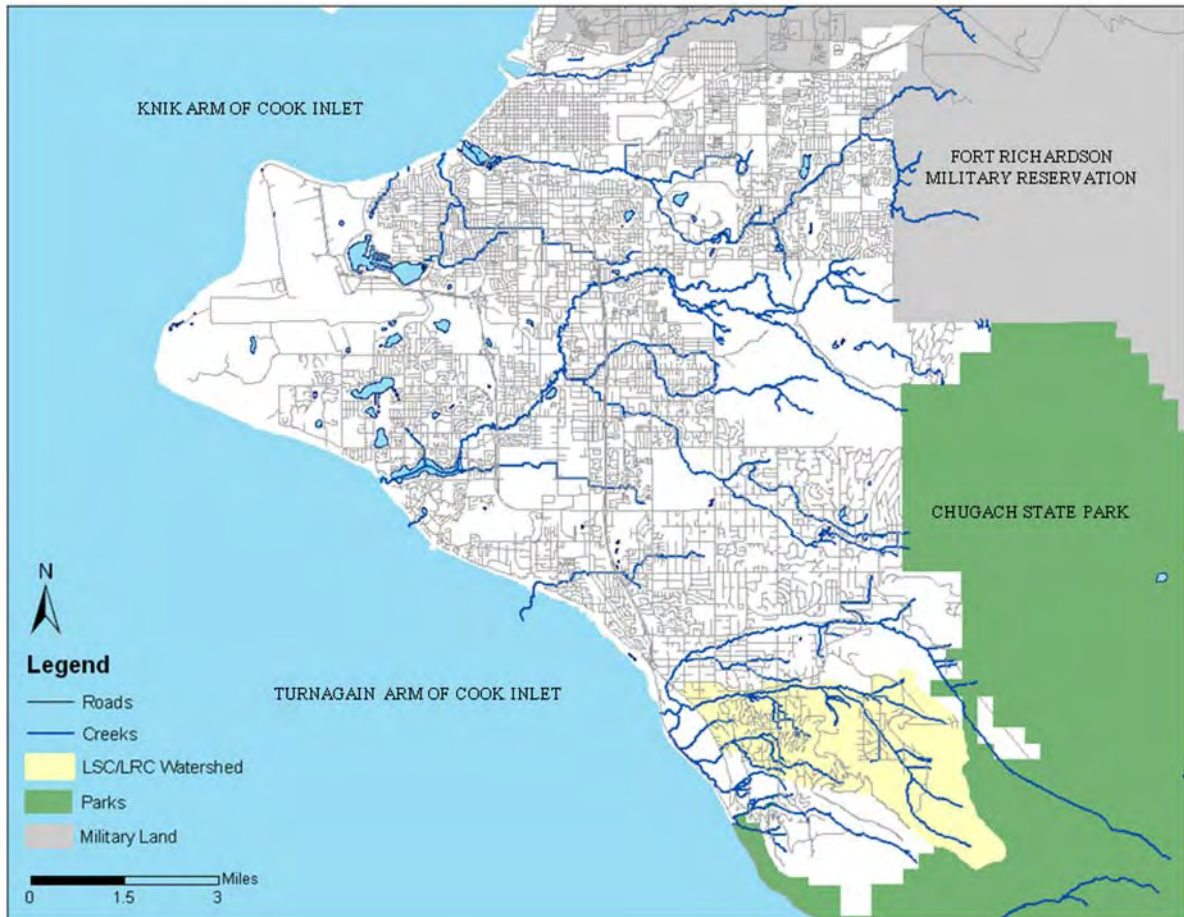 KNIK ARM OF COOK INLET
FORT RICHARDSON
MILITARY RESERVATION
CHUGACH STATE PARK
N
Legend
Roads
Creeks
LSC/LRC Watershed
Parks
Military Land
TURNAGAIN ARM OF COOK INLET
Miles
0 1.5 3